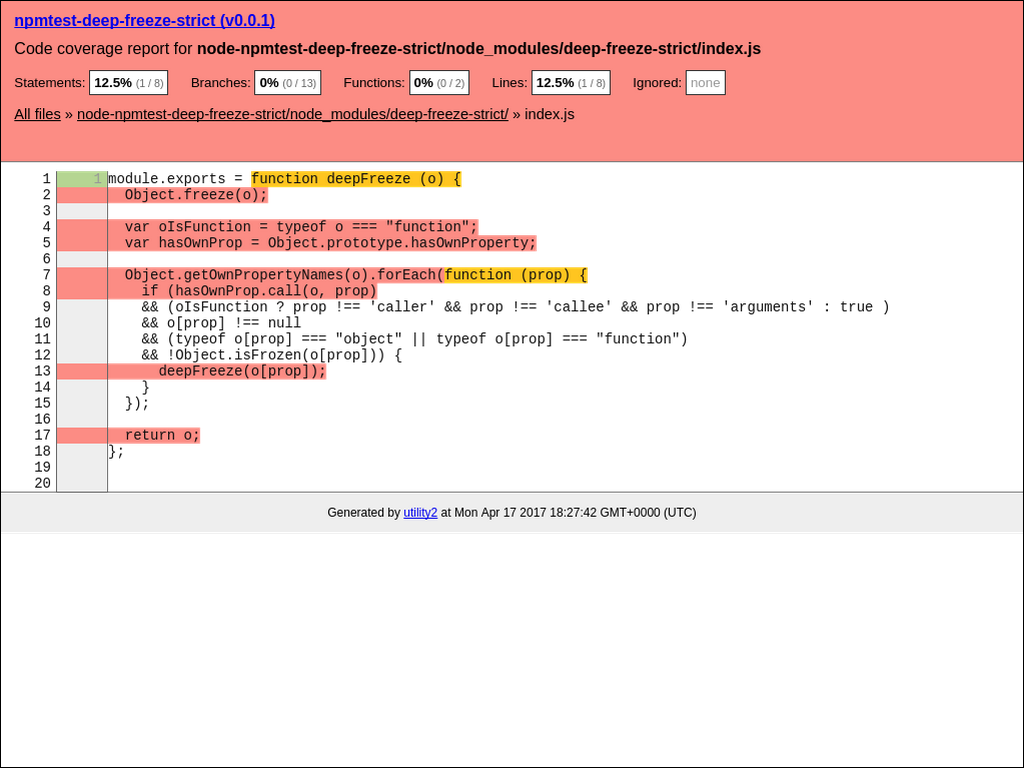 npmtest-deep-freeze-strict (v0.0.1)
Code coverage report for node-npmtest-deep-freeze-strict/node_modules/deep-freeze-strict/index.js
Statements: 12.5% (1 / 8) Branches: 0% (0 / 13) Functions: 0% (0 / 2) Lines: 12.5% (1 / 8) Ignored: none
All files » node-npmtest-deep-freeze-strict/node_modules/deep-freeze-strict/ » index.js
1 1 module.exports = function deepFreeze (o) {
2   Object.freeze(o);
3
4   var oIsFunction = typeof o === "function";
5   var hasOwnProp = Object.prototype.hasOwnProperty;
6
7   Object.getOwnPropertyNames(o).forEach(function (prop) {
8     if (hasOwnProp.call(o, prop)
9     && (oIsFunction ? prop !== 'caller' && prop !== 'callee' && prop !== 'arguments' : true )
10     && o[prop] !== null
11     && (typeof o[prop] === "object" || typeof o[prop] === "function")
12     && !Object.isFrozen(o[prop])) {
13       deepFreeze(o[prop]);
14     }
15   });
16
17   return o;
18 };
19
20
Generated by utility2 at Mon Apr 17 2017 18:27:42 GMT+0000 (UTC)